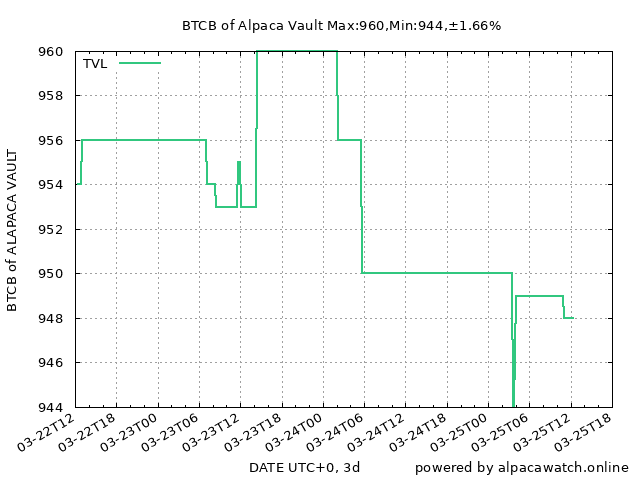 BTCB of Alpaca Vault Max:960,Min:944,±1.66%
TVL
BTCB of ALAPACA VAULT
960
958
956
954
952
950
948
946
944
03-22T12
03-22T18
03-23T00
03-23T06
03-23T12
03-23T18
03-24T00
03-24T06
03-24T12
03-24T18
03-25T00
03-25T06
03-25T12
03-25T18
DATE UTC+0, 3d
powered by alpacawatch.online